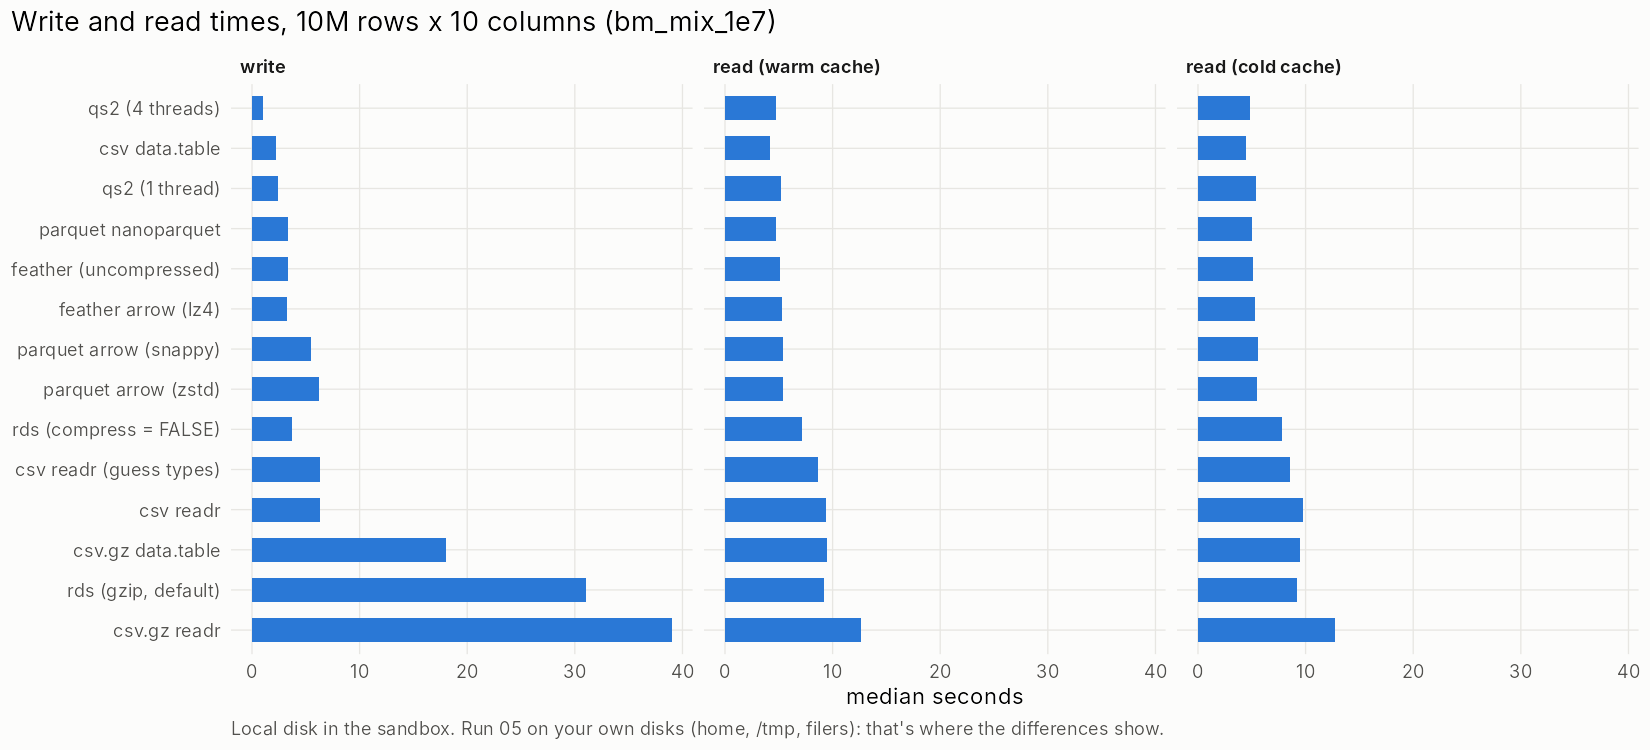 Write and read times, 10M rows x 10 columns (bm_mix_1e7)
write
read (warm cache)
read (cold cache)
qs2 (4 threads)
csv data.table
qs2 (1 thread)
parquet nanoparquet
feather (uncompressed)
feather arrow (lz4)
parquet arrow (snappy)
parquet arrow (zstd)
rds (compress = FALSE)
csv readr (guess types)
csv readr
csv.gz data.table
rds (gzip, default)
csv.gz readr
0 10 20 30 40 0 10 20 30 40 0 10 20 30 40
median seconds
Local disk in the sandbox. Run 05 on your own disks (home, /tmp, filers): that's where the differences show.